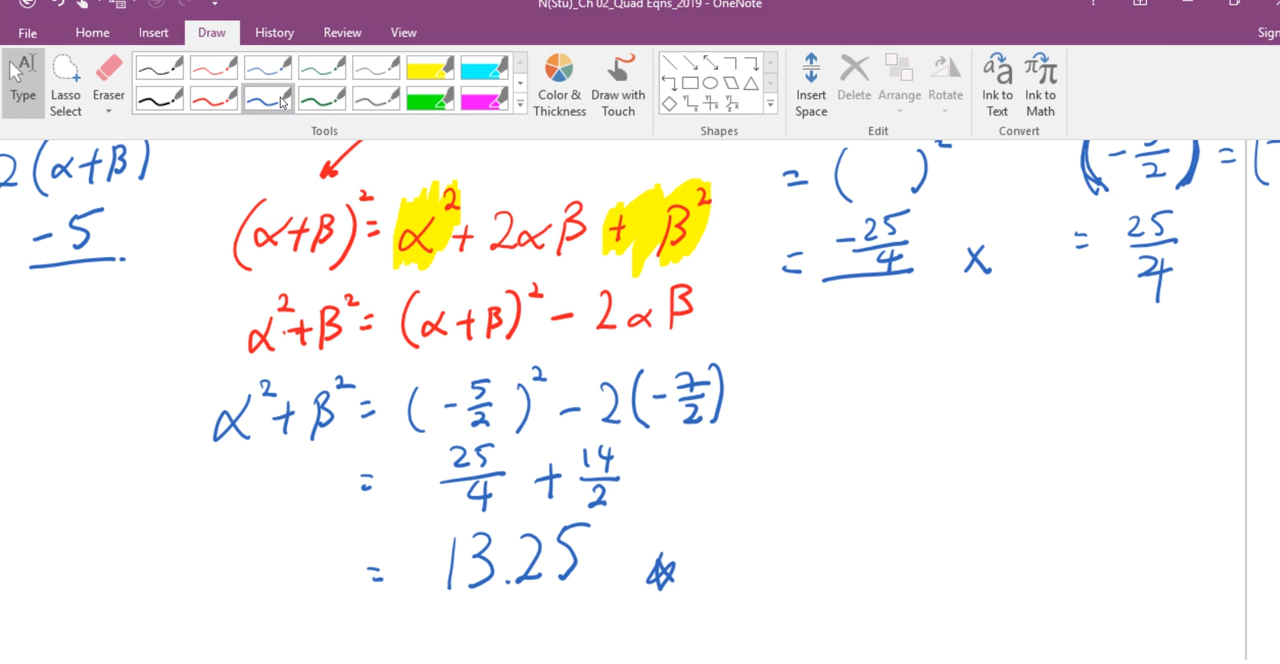 N(Stu)_Ch 02_Quad Eqns_2019 - OneNote
File Home Insert Draw History Review View
Type
Lasso Select
Eraser
Color & Thickness
Draw with Touch
Insert Space
Delete
Arrange
Rotate
Ink to Text
Ink to Math
Tools
Shapes
Edit
Convert
2(α+β)
-5
(α+β)² = α² + 2αβ + β²
α²+β² = (α+β)² - 2αβ
α²+β² = (-5/2)² - 2(-7/2)
= 25/4 + 14/2
= 13.25
= ( )²
= -25/4 ×
(-5/2) =
= 25/4